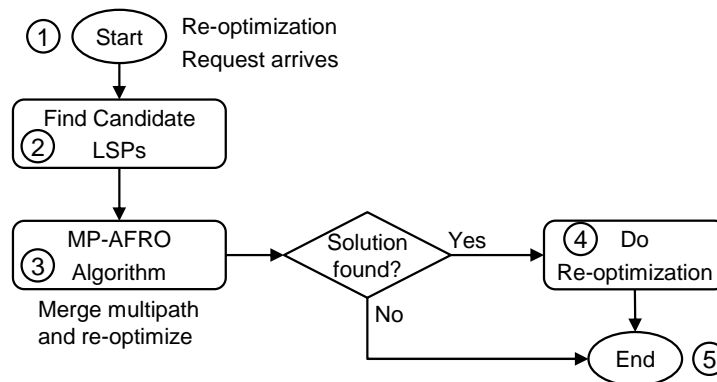 1
Start
Re-optimization
Request arrives
Find Candidate
2
LSPs
MP-AFRO
3
Algorithm
Merge multipath
and re-optimize
Solution
found?
Yes
No
4
Do
Re-optimization
End
5